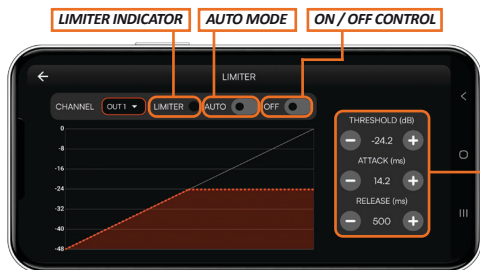 LIMITER INDICATOR
AUTO MODE
ON / OFF CONTROL
LIMITER
CHANNEL OUT 1 LIMITER AUTO OFF
0
-8
-16
-24
-32
-40
-48
THRESHOLD (dB)
-24.2
ATTACK (ms)
14.2
RELEASE (ms)
500